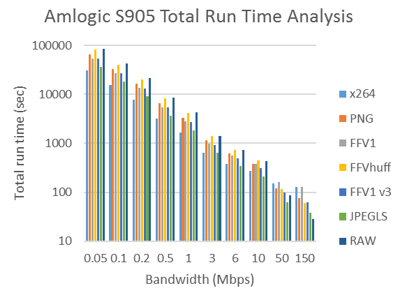 Amlogic S905 Total Run Time Analysis
Total run time (sec)
100000
10000
1000
100
10
0.05 0.1 0.2 0.5 1 3 6 10 50 150
Bandwidth (Mbps)
x264
PNG
FFV1
FFVhuff
FFV1 v3
JPEGLS
RAW